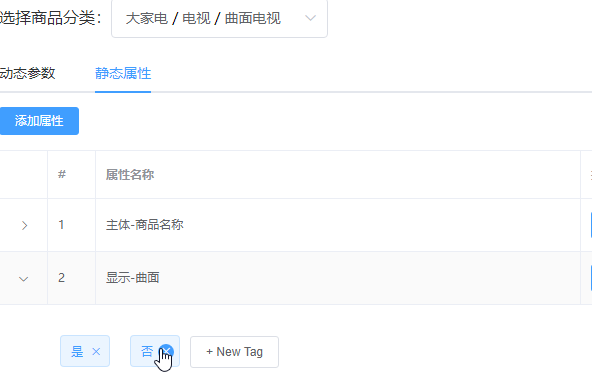 选择商品分类： 大家电 / 电视 / 曲面电视
动态参数 静态属性
添加属性
# 属性名称
1 主体-商品名称
2 显示-曲面
是 否 + New Tag